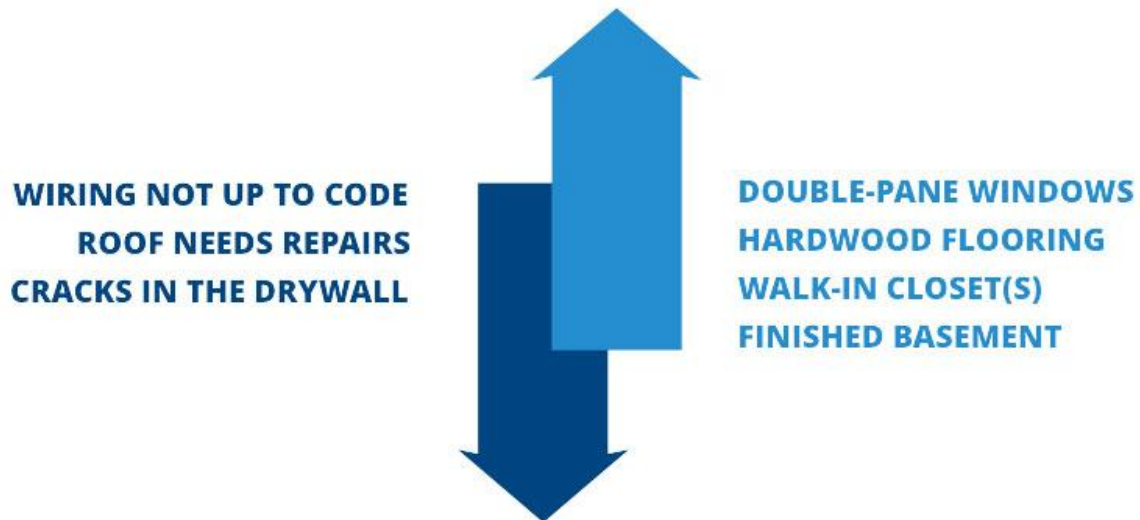 WIRING NOT UP TO CODE
ROOF NEEDS REPAIRS
CRACKS IN THE DRYWALL
DOUBLE-PANE WINDOWS
HARDWOOD FLOORING
WALK-IN CLOSET(S)
FINISHED BASEMENT